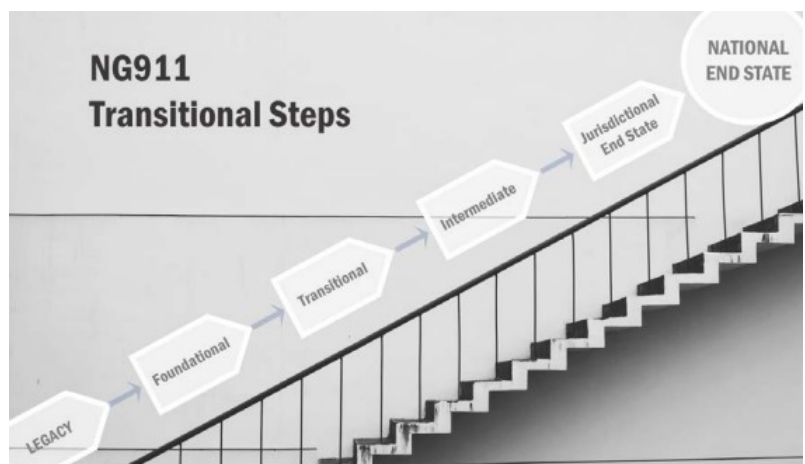 NG911
Transitional Steps
LEGACY
Foundational
Transitional
Intermediate
Jurisdictional
End State
NATIONAL
END STATE